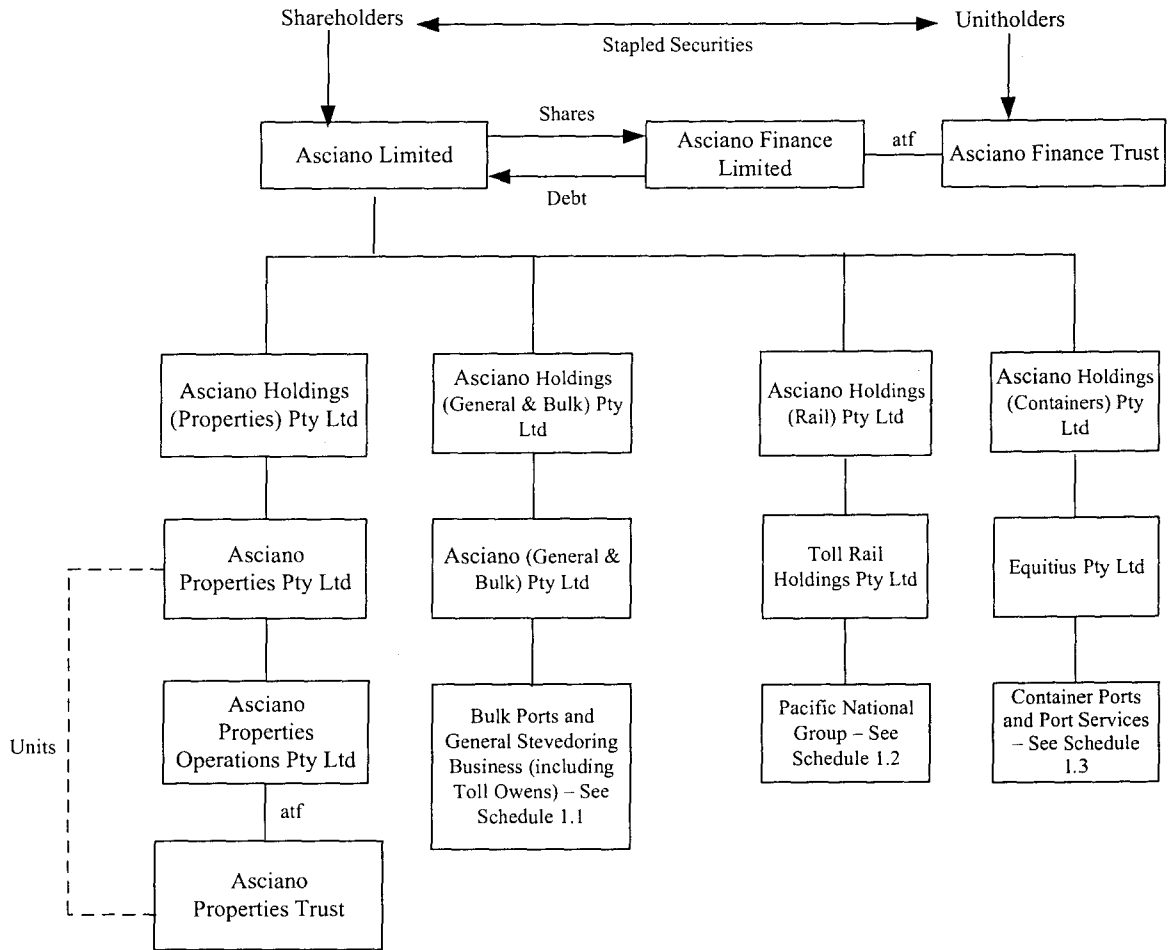 Shareholders
Unitholders
Stapled Securities
Asciano Limited
Shares
Debt
Asciano Finance
Limited
atf
Asciano Finance Trust
Asciano Holdings
(Properties) Pty Ltd
Asciano Holdings
(General & Bulk) Pty
Ltd
Asciano Holdings
(Rail) Pty Ltd
Asciano Holdings
(Containers) Pty
Ltd
Asciano
Properties Pty Ltd
Asciano (General &
Bulk) Pty Ltd
Toll Rail
Holdings Pty Ltd
Equitius Pty Ltd
Units
Asciano
Properties
Operations Pty Ltd
Bulk Ports and
General Stevedoring
Business (including
Toll Owens) – See
Schedule 1.1
Pacific National
Group – See
Schedule 1.2
Container Ports
and Port Services
– See Schedule
1.3
atf
Asciano
Properties Trust